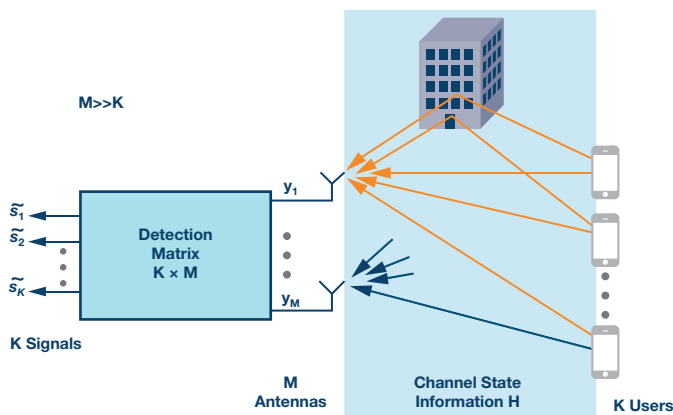 M>>K
y₁
s̃₁
s̃₂
s̃K
Detection
Matrix
K × M
yM
K Signals
M
Antennas
Channel State
Information H
K Users